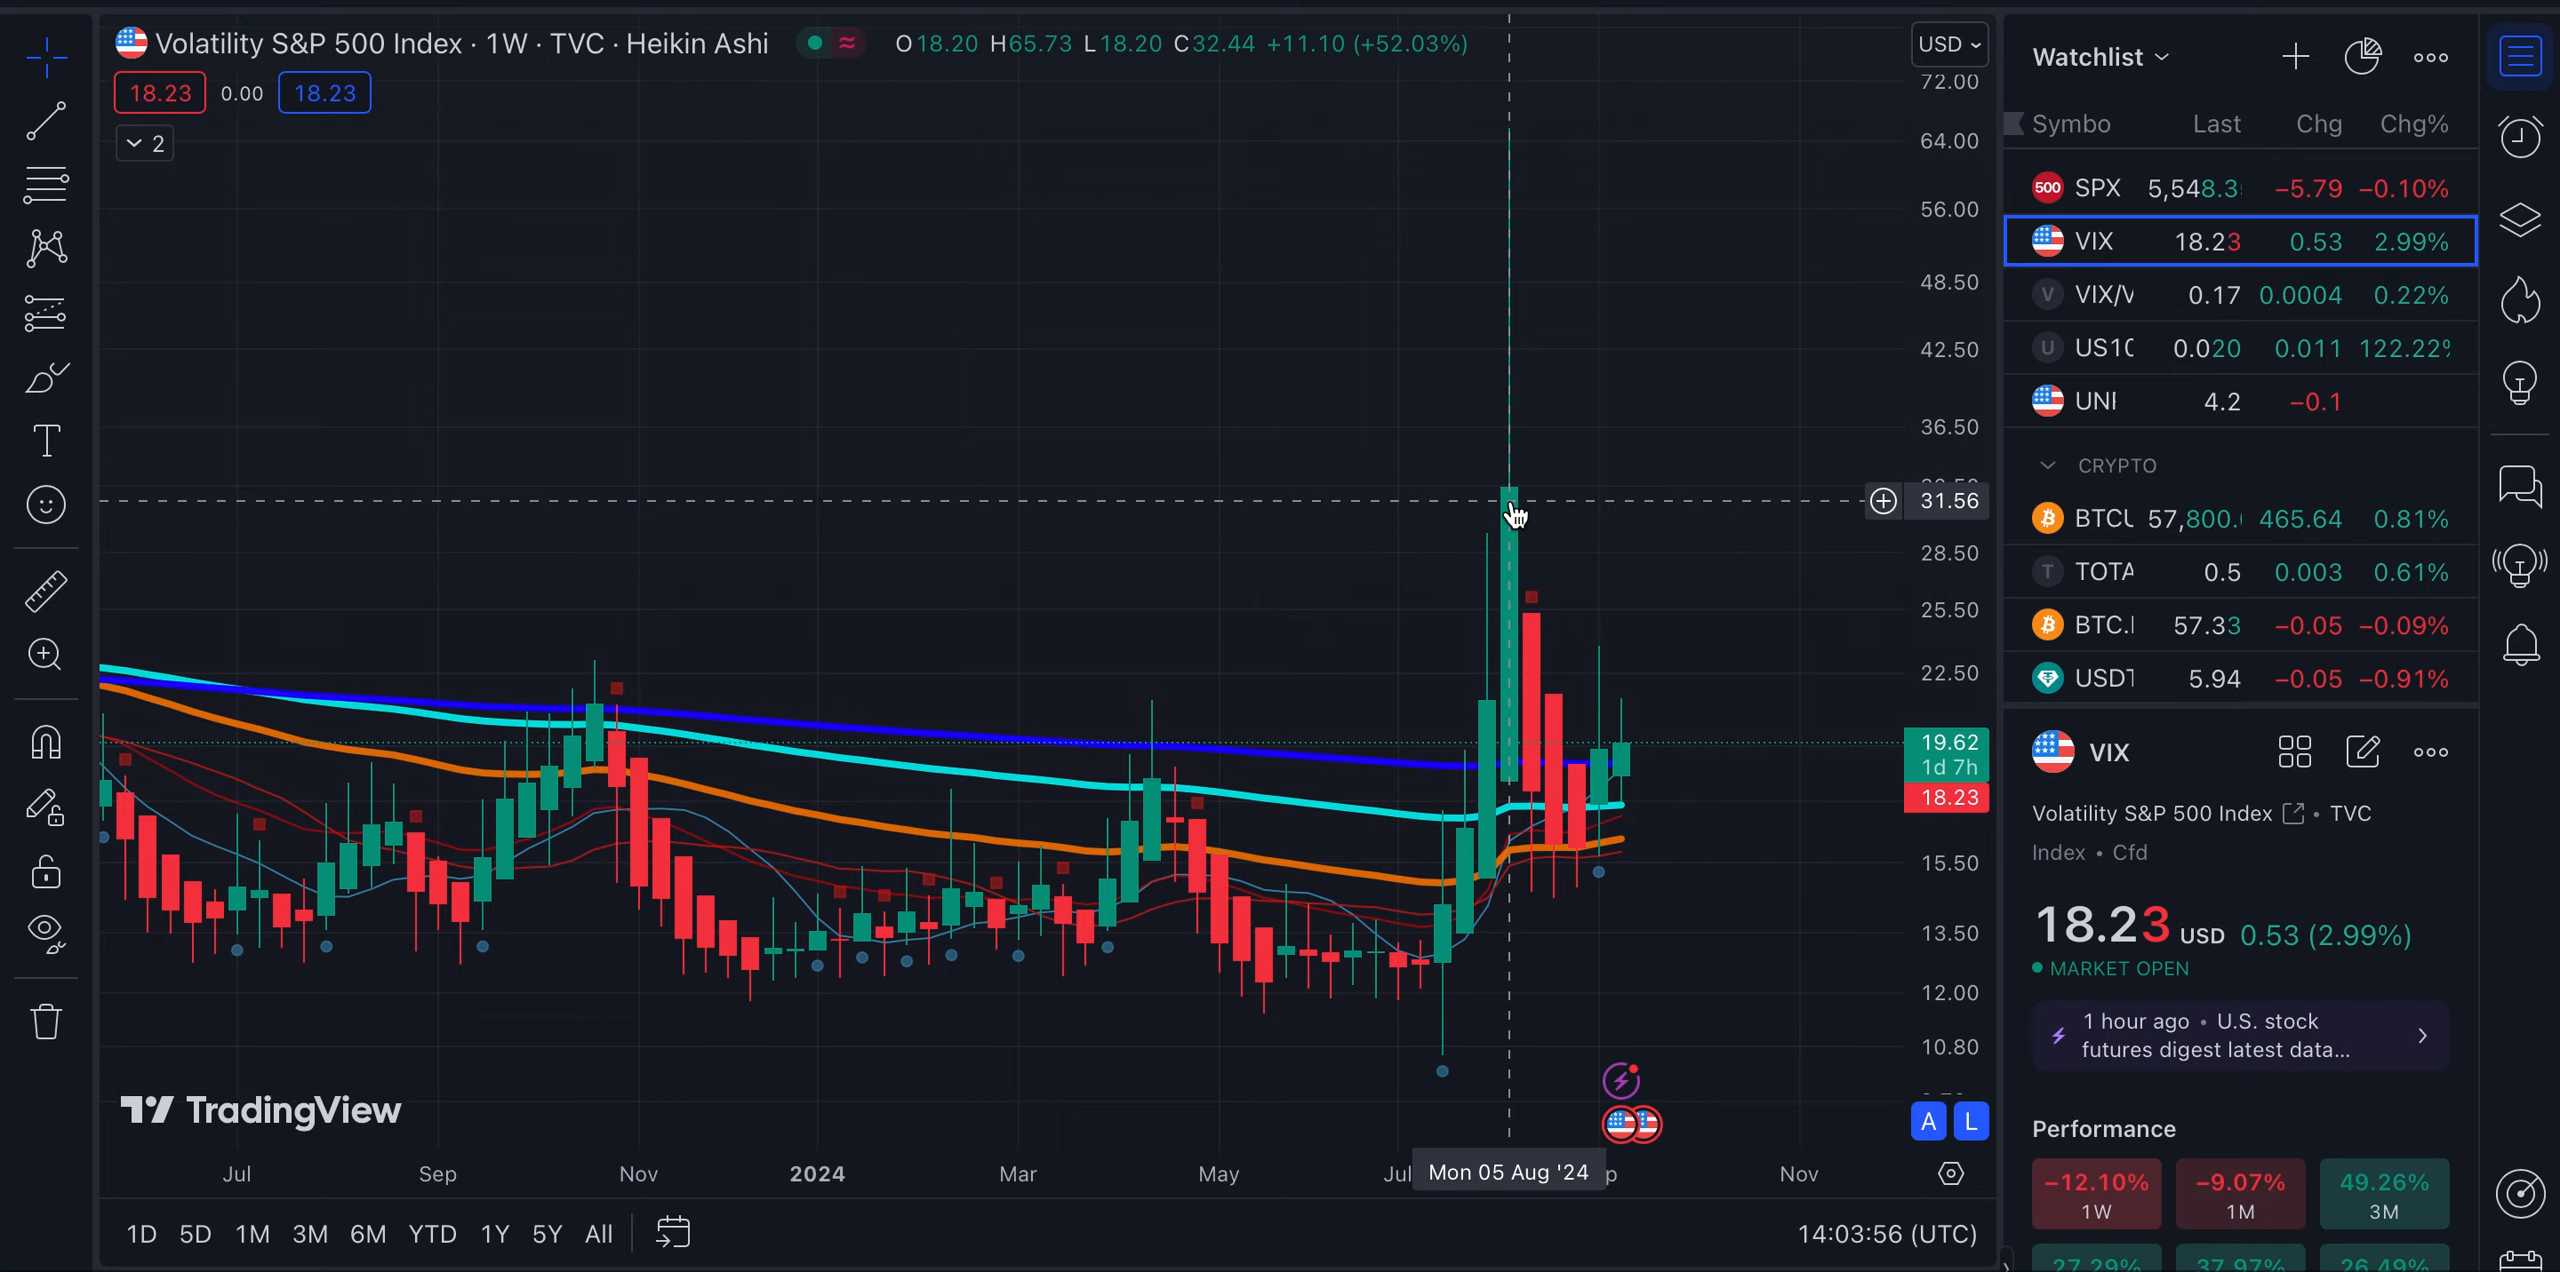 Volatility S&P 500 Index · 1W · TVC · Heikin Ashi
O18.20 H65.73 L18.20 C32.44 +11.10 (+52.03%)
18.23 0.00 18.23
2
USD
72.00
64.00
56.00
48.50
42.50
36.50
31.56
28.50
25.50
22.50
19.62
1d 7h
18.23
15.50
13.50
12.00
10.80
A L
TradingView
Jul Sep Nov 2024 Mar May Jul Mon 05 Aug '24 p Nov
1D 5D 1M 3M 6M YTD 1Y 5Y All
14:03:56 (UTC)
Watchlist
Symbo Last Chg Chg%
500 SPX 5,548.3 −5.79 −0.10%
VIX 18.23 0.53 2.99%
V VIX/V 0.17 0.0004 0.22%
U US10 0.020 0.011 122.22%
UNI 4.2 −0.1
CRYPTO
BTCU 57,800. 465.64 0.81%
T TOTA 0.5 0.003 0.61%
BTC.I 57.33 −0.05 −0.09%
USDT 5.94 −0.05 −0.91%
VIX
Volatility S&P 500 Index • TVC
Index • Cfd
18.23 USD 0.53 (2.99%)
MARKET OPEN
1 hour ago • U.S. stock
futures digest latest data...
Performance
−12.10% −9.07% 49.26%
1W 1M 3M
27.29% 37.97% 26.49%